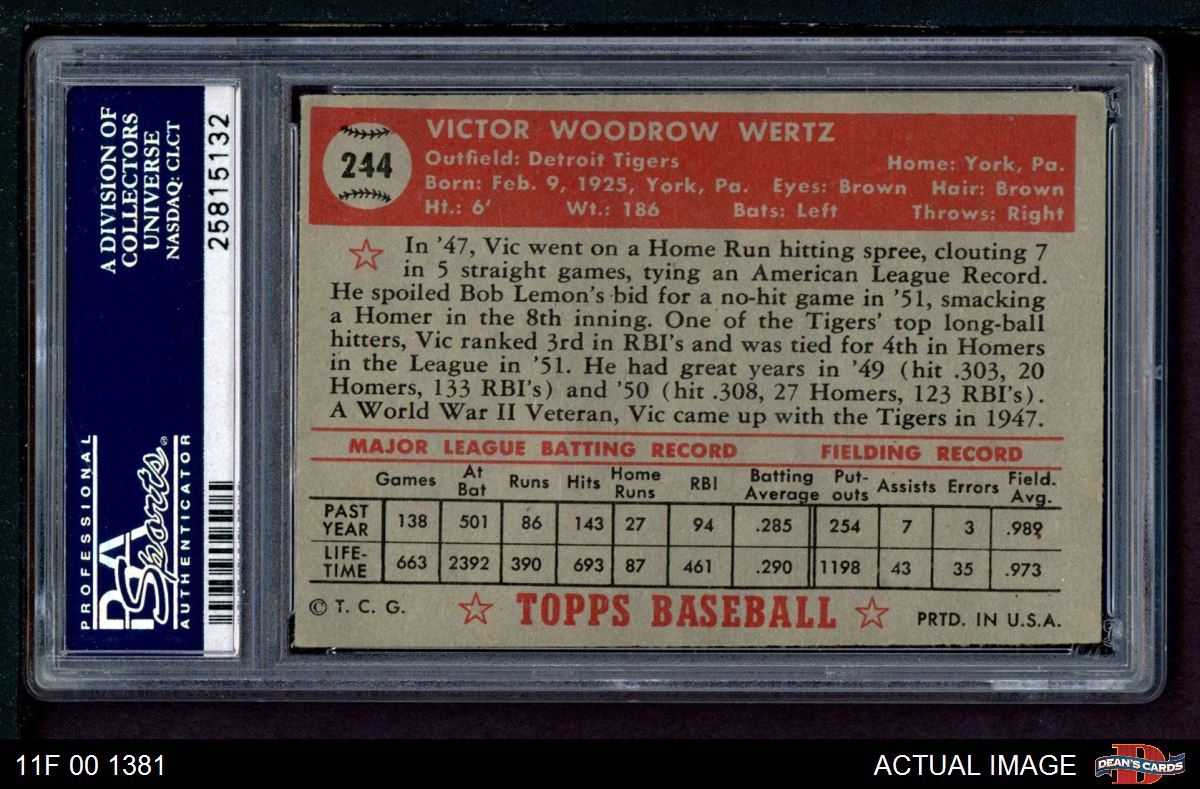 A DIVISION OF
COLLECTORS
UNIVERSE
NASDAQ: CLCT
25815132
PROFESSIONAL
PSA
Sports
AUTHENTICATOR
244
VICTOR WOODROW WERTZ
Outfield: Detroit Tigers Home: York, Pa.
Born: Feb. 9, 1925, York, Pa. Eyes: Brown Hair: Brown
Ht.: 6' Wt.: 186 Bats: Left Throws: Right
In '47, Vic went on a Home Run hitting spree, clouting 7
in 5 straight games, tying an American League Record.
He spoiled Bob Lemon's bid for a no-hit game in '51, smacking
a Homer in the 8th inning. One of the Tigers' top long-ball
hitters, Vic ranked 3rd in RBI's and was tied for 4th in Homers
in the League in '51. He had great years in '49 (hit .303, 20
Homers, 133 RBI's) and '50 (hit .308, 27 Homers, 123 RBI's).
A World War II Veteran, Vic came up with the Tigers in 1947.
MAJOR LEAGUE BATTING RECORD FIELDING RECORD
Games At Bat Runs Hits Home Runs RBI Batting Average Put-outs Assists Errors Field. Avg.
PAST YEAR 138 501 86 143 27 94 .285 254 7 3 .989
LIFE-TIME 663 2392 390 693 87 461 .290 1198 43 35 .973
© T. C. G. TOPPS BASEBALL PRTD. IN U.S.A.
11F 00 1381 ACTUAL IMAGE DEAN'S CARDS